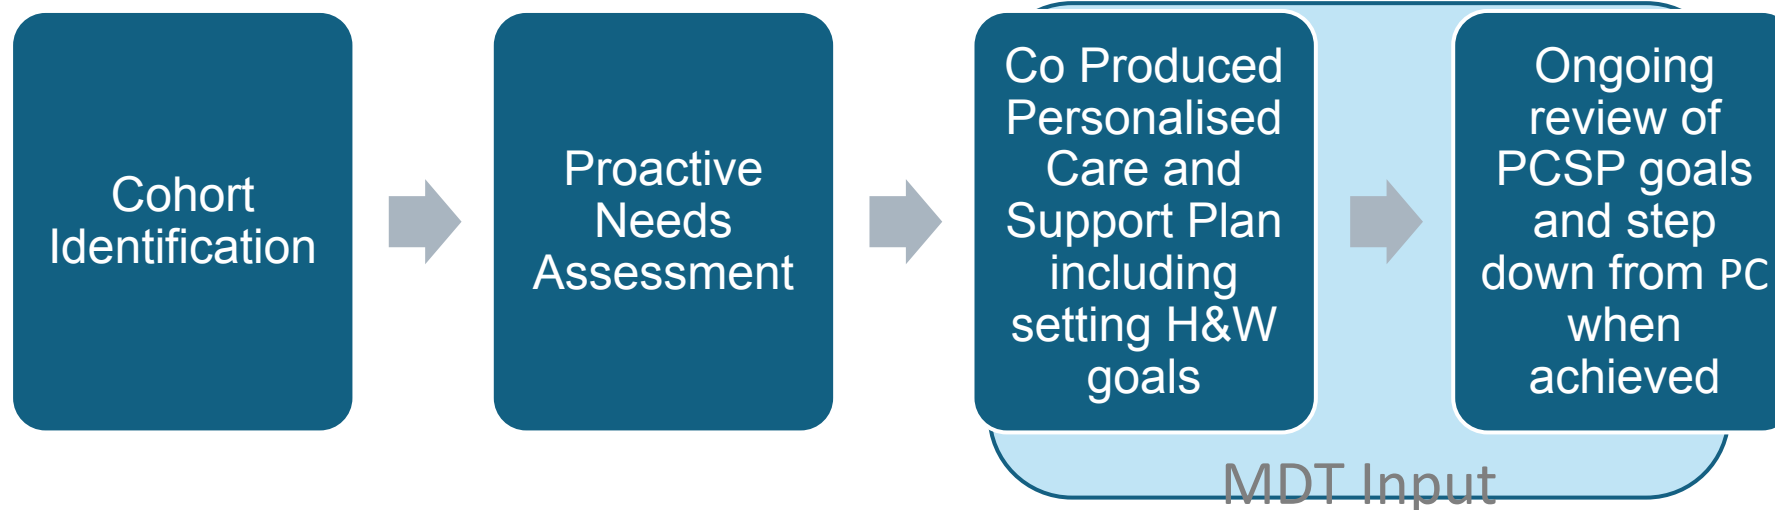 Cohort
Identification
Proactive
Needs
Assessment
Co Produced
Personalised
Care and
Support Plan
including
setting H&W
goals
Ongoing
review of
PCSP goals
and step
down from PC
when
achieved
MDT Input